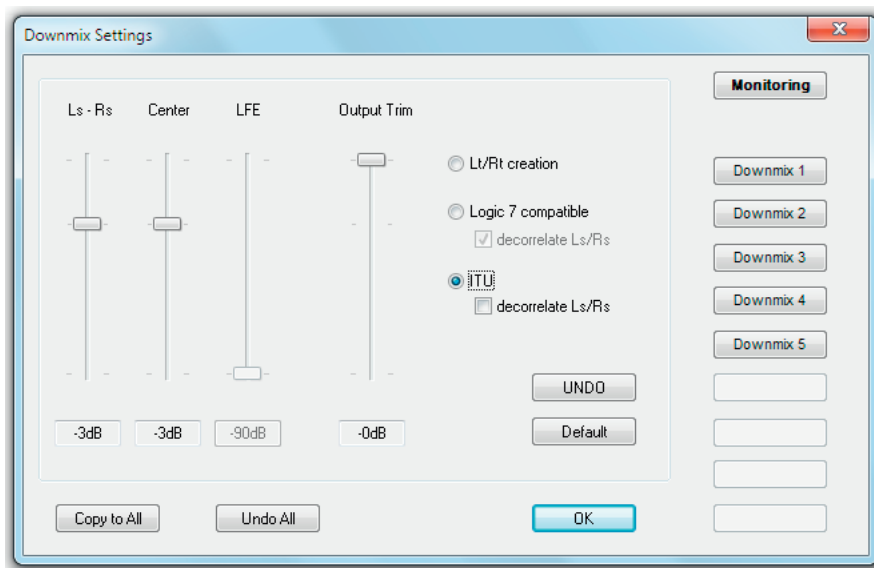 Downmix Settings
Monitoring
Ls - Rs
Center
LFE
Output Trim
Lt/Rt creation
Logic 7 compatible
decorrelate Ls/Rs
ITU
decorrelate Ls/Rs
Downmix 1
Downmix 2
Downmix 3
Downmix 4
Downmix 5
UNDO
-3dB
-3dB
-90dB
-0dB
Default
Copy to All
Undo All
OK